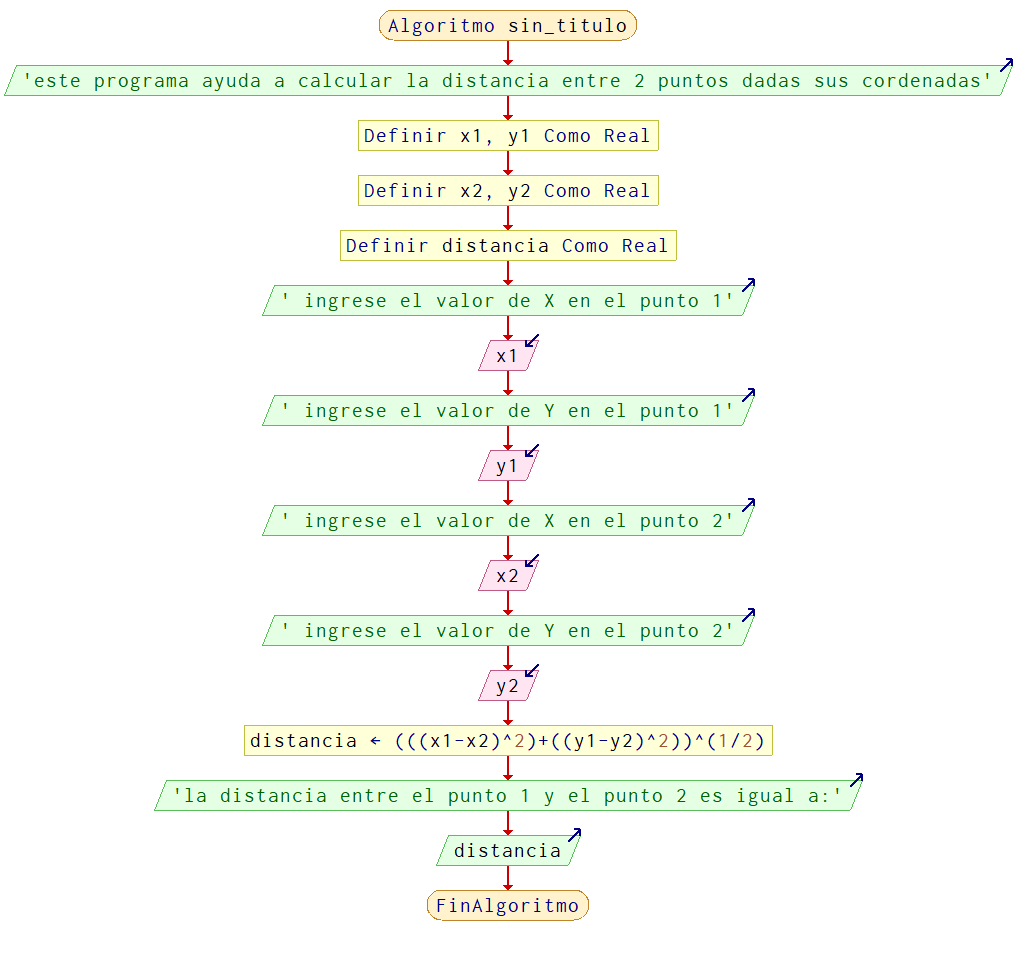 Algoritmo sin_titulo
'este programa ayuda a calcular la distancia entre 2 puntos dadas sus cordenadas'
Definir x1, y1 Como Real
Definir x2, y2 Como Real
Definir distancia Como Real
' ingrese el valor de X en el punto 1'
x1
' ingrese el valor de Y en el punto 1'
y1
' ingrese el valor de X en el punto 2'
x2
' ingrese el valor de Y en el punto 2'
y2
distancia ← (((x1-x2)^2)+((y1-y2)^2))^(1/2)
'la distancia entre el punto 1 y el punto 2 es igual a:'
distancia
FinAlgoritmo